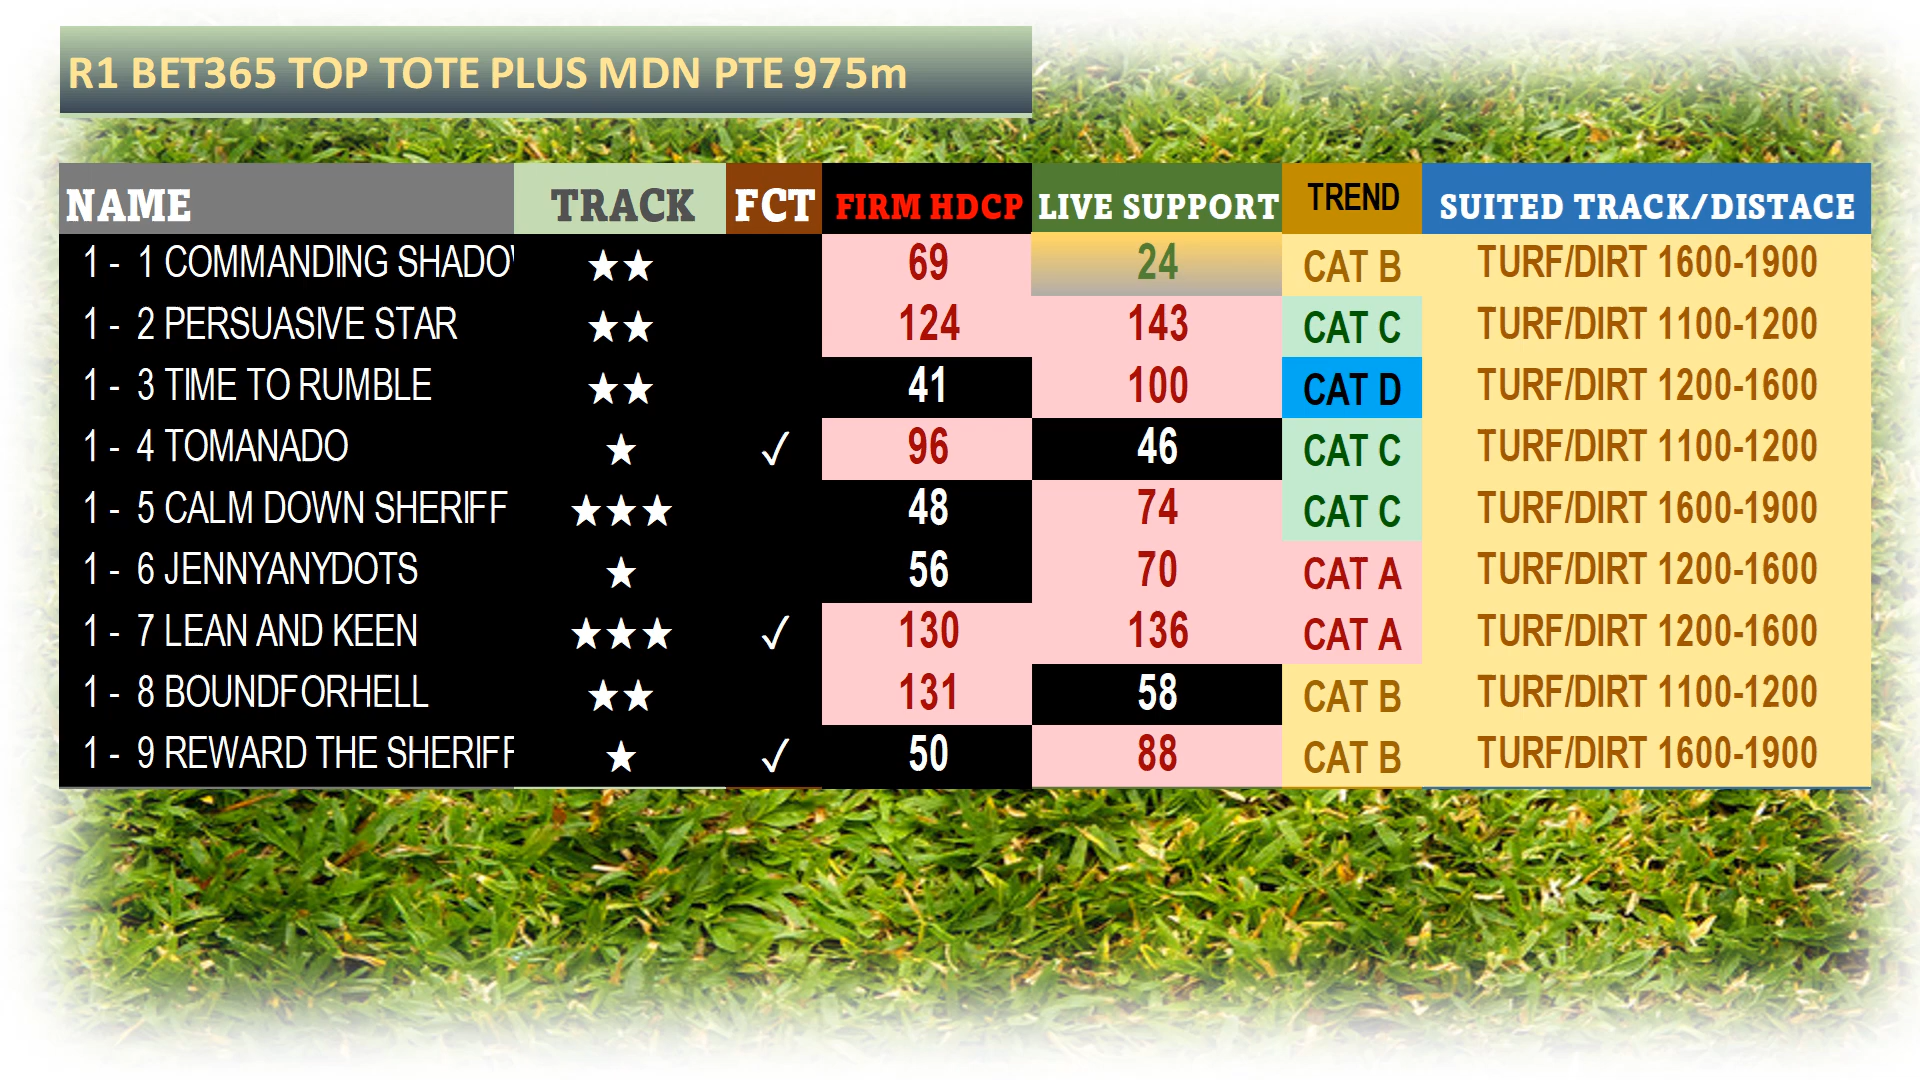 R1 BET365 TOP TOTE PLUS MDN PTE 975m
NAME TRACK FCT FIRM HDCP LIVE SUPPORT TREND SUITED TRACK/DISTACE
1 - 1 COMMANDING SHADOW ★★ 69 24 CAT B TURF/DIRT 1600-1900
1 - 2 PERSUASIVE STAR ★★ 124 143 CAT C TURF/DIRT 1100-1200
1 - 3 TIME TO RUMBLE ★★ 41 100 CAT D TURF/DIRT 1200-1600
1 - 4 TOMANADO ★ ✓ 96 46 CAT C TURF/DIRT 1100-1200
1 - 5 CALM DOWN SHERIFF ★★★ 48 74 CAT C TURF/DIRT 1600-1900
1 - 6 JENNYANYDOTS ★ 56 70 CAT A TURF/DIRT 1200-1600
1 - 7 LEAN AND KEEN ★★★ ✓ 130 136 CAT A TURF/DIRT 1200-1600
1 - 8 BOUNDFORHELL ★★ 131 58 CAT B TURF/DIRT 1100-1200
1 - 9 REWARD THE SHERIFF ★ ✓ 50 88 CAT B TURF/DIRT 1600-1900